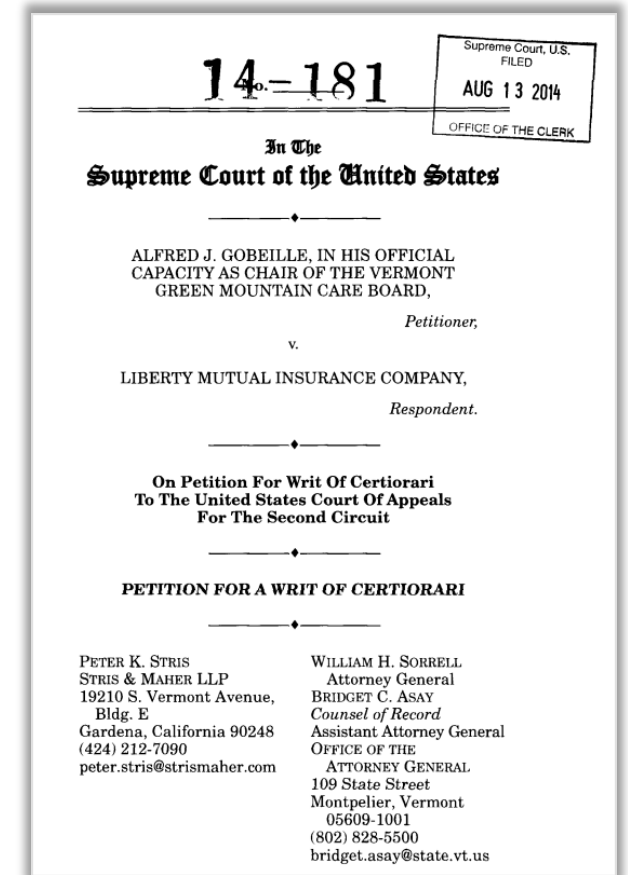 14-181
No.
Supreme Court, U.S.
FILED
AUG 13 2014
OFFICE OF THE CLERK
In The
Supreme Court of the United States
ALFRED J. GOBEILLE, IN HIS OFFICIAL
CAPACITY AS CHAIR OF THE VERMONT
GREEN MOUNTAIN CARE BOARD,
Petitioner,
v.
LIBERTY MUTUAL INSURANCE COMPANY,
Respondent.
On Petition For Writ Of Certiorari
To The United States Court Of Appeals
For The Second Circuit
PETITION FOR A WRIT OF CERTIORARI
PETER K. STRIS
STRIS & MAHER LLP
19210 S. Vermont Avenue,
Bldg. E
Gardena, California 90248
(424) 212-7090
peter.stris@strismaher.com
WILLIAM H. SORRELL
Attorney General
BRIDGET C. ASAY
Counsel of Record
Assistant Attorney General
OFFICE OF THE
ATTORNEY GENERAL
109 State Street
Montpelier, Vermont
05609-1001
(802) 828-5500
bridget.asay@state.vt.us